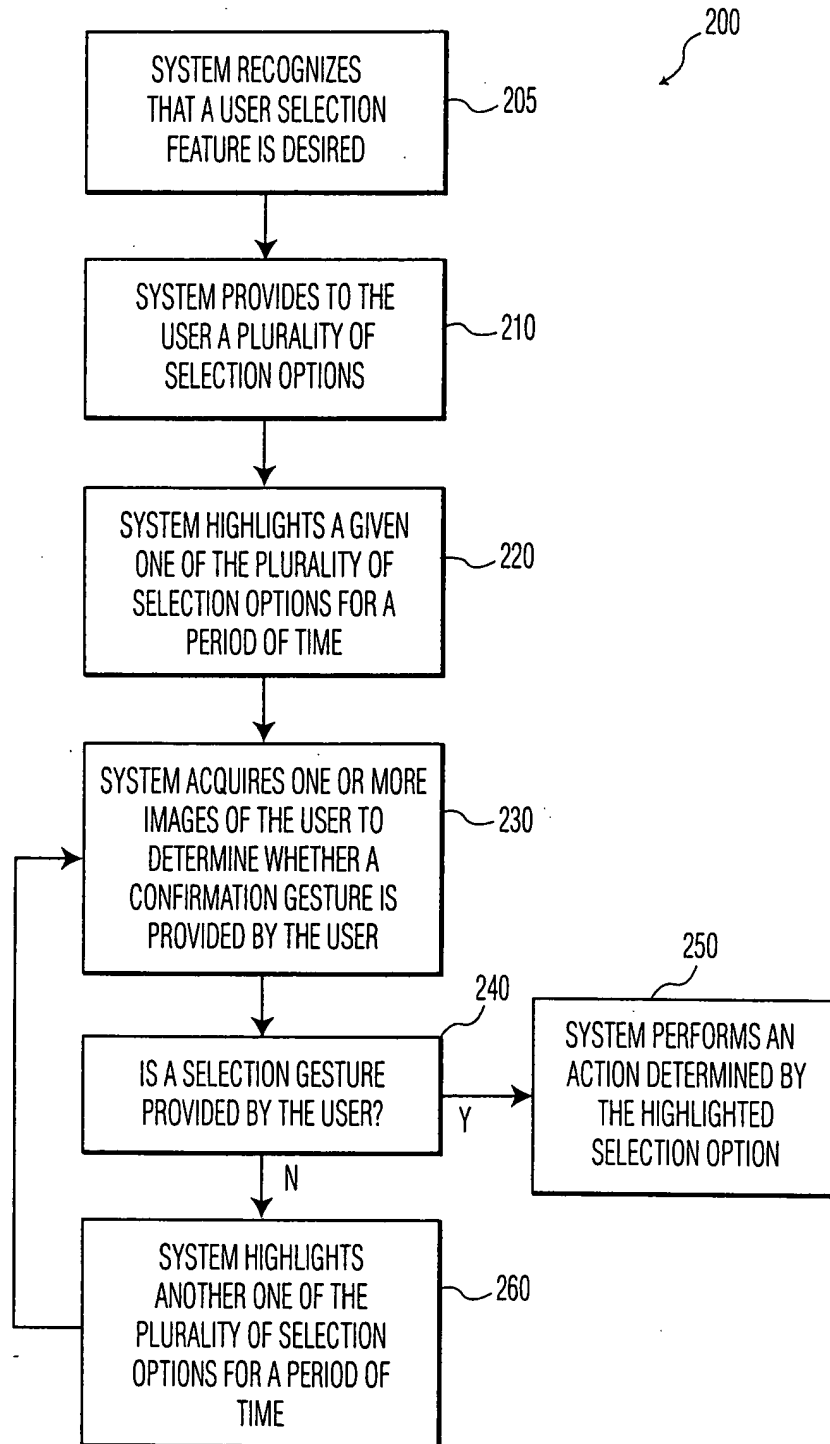 200
SYSTEM RECOGNIZES
THAT A USER SELECTION
FEATURE IS DESIRED
205
SYSTEM PROVIDES TO THE
USER A PLURALITY OF
SELECTION OPTIONS
210
SYSTEM HIGHLIGHTS A GIVEN
ONE OF THE PLURALITY OF
SELECTION OPTIONS FOR A
PERIOD OF TIME
220
SYSTEM ACQUIRES ONE OR MORE
IMAGES OF THE USER TO
DETERMINE WHETHER A
CONFIRMATION GESTURE IS
PROVIDED BY THE USER
230
IS A SELECTION GESTURE
PROVIDED BY THE USER?
240
Y
250
SYSTEM PERFORMS AN
ACTION DETERMINED BY
THE HIGHLIGHTED
SELECTION OPTION
N
SYSTEM HIGHLIGHTS
ANOTHER ONE OF THE
PLURALITY OF SELECTION
OPTIONS FOR A PERIOD OF
TIME
260